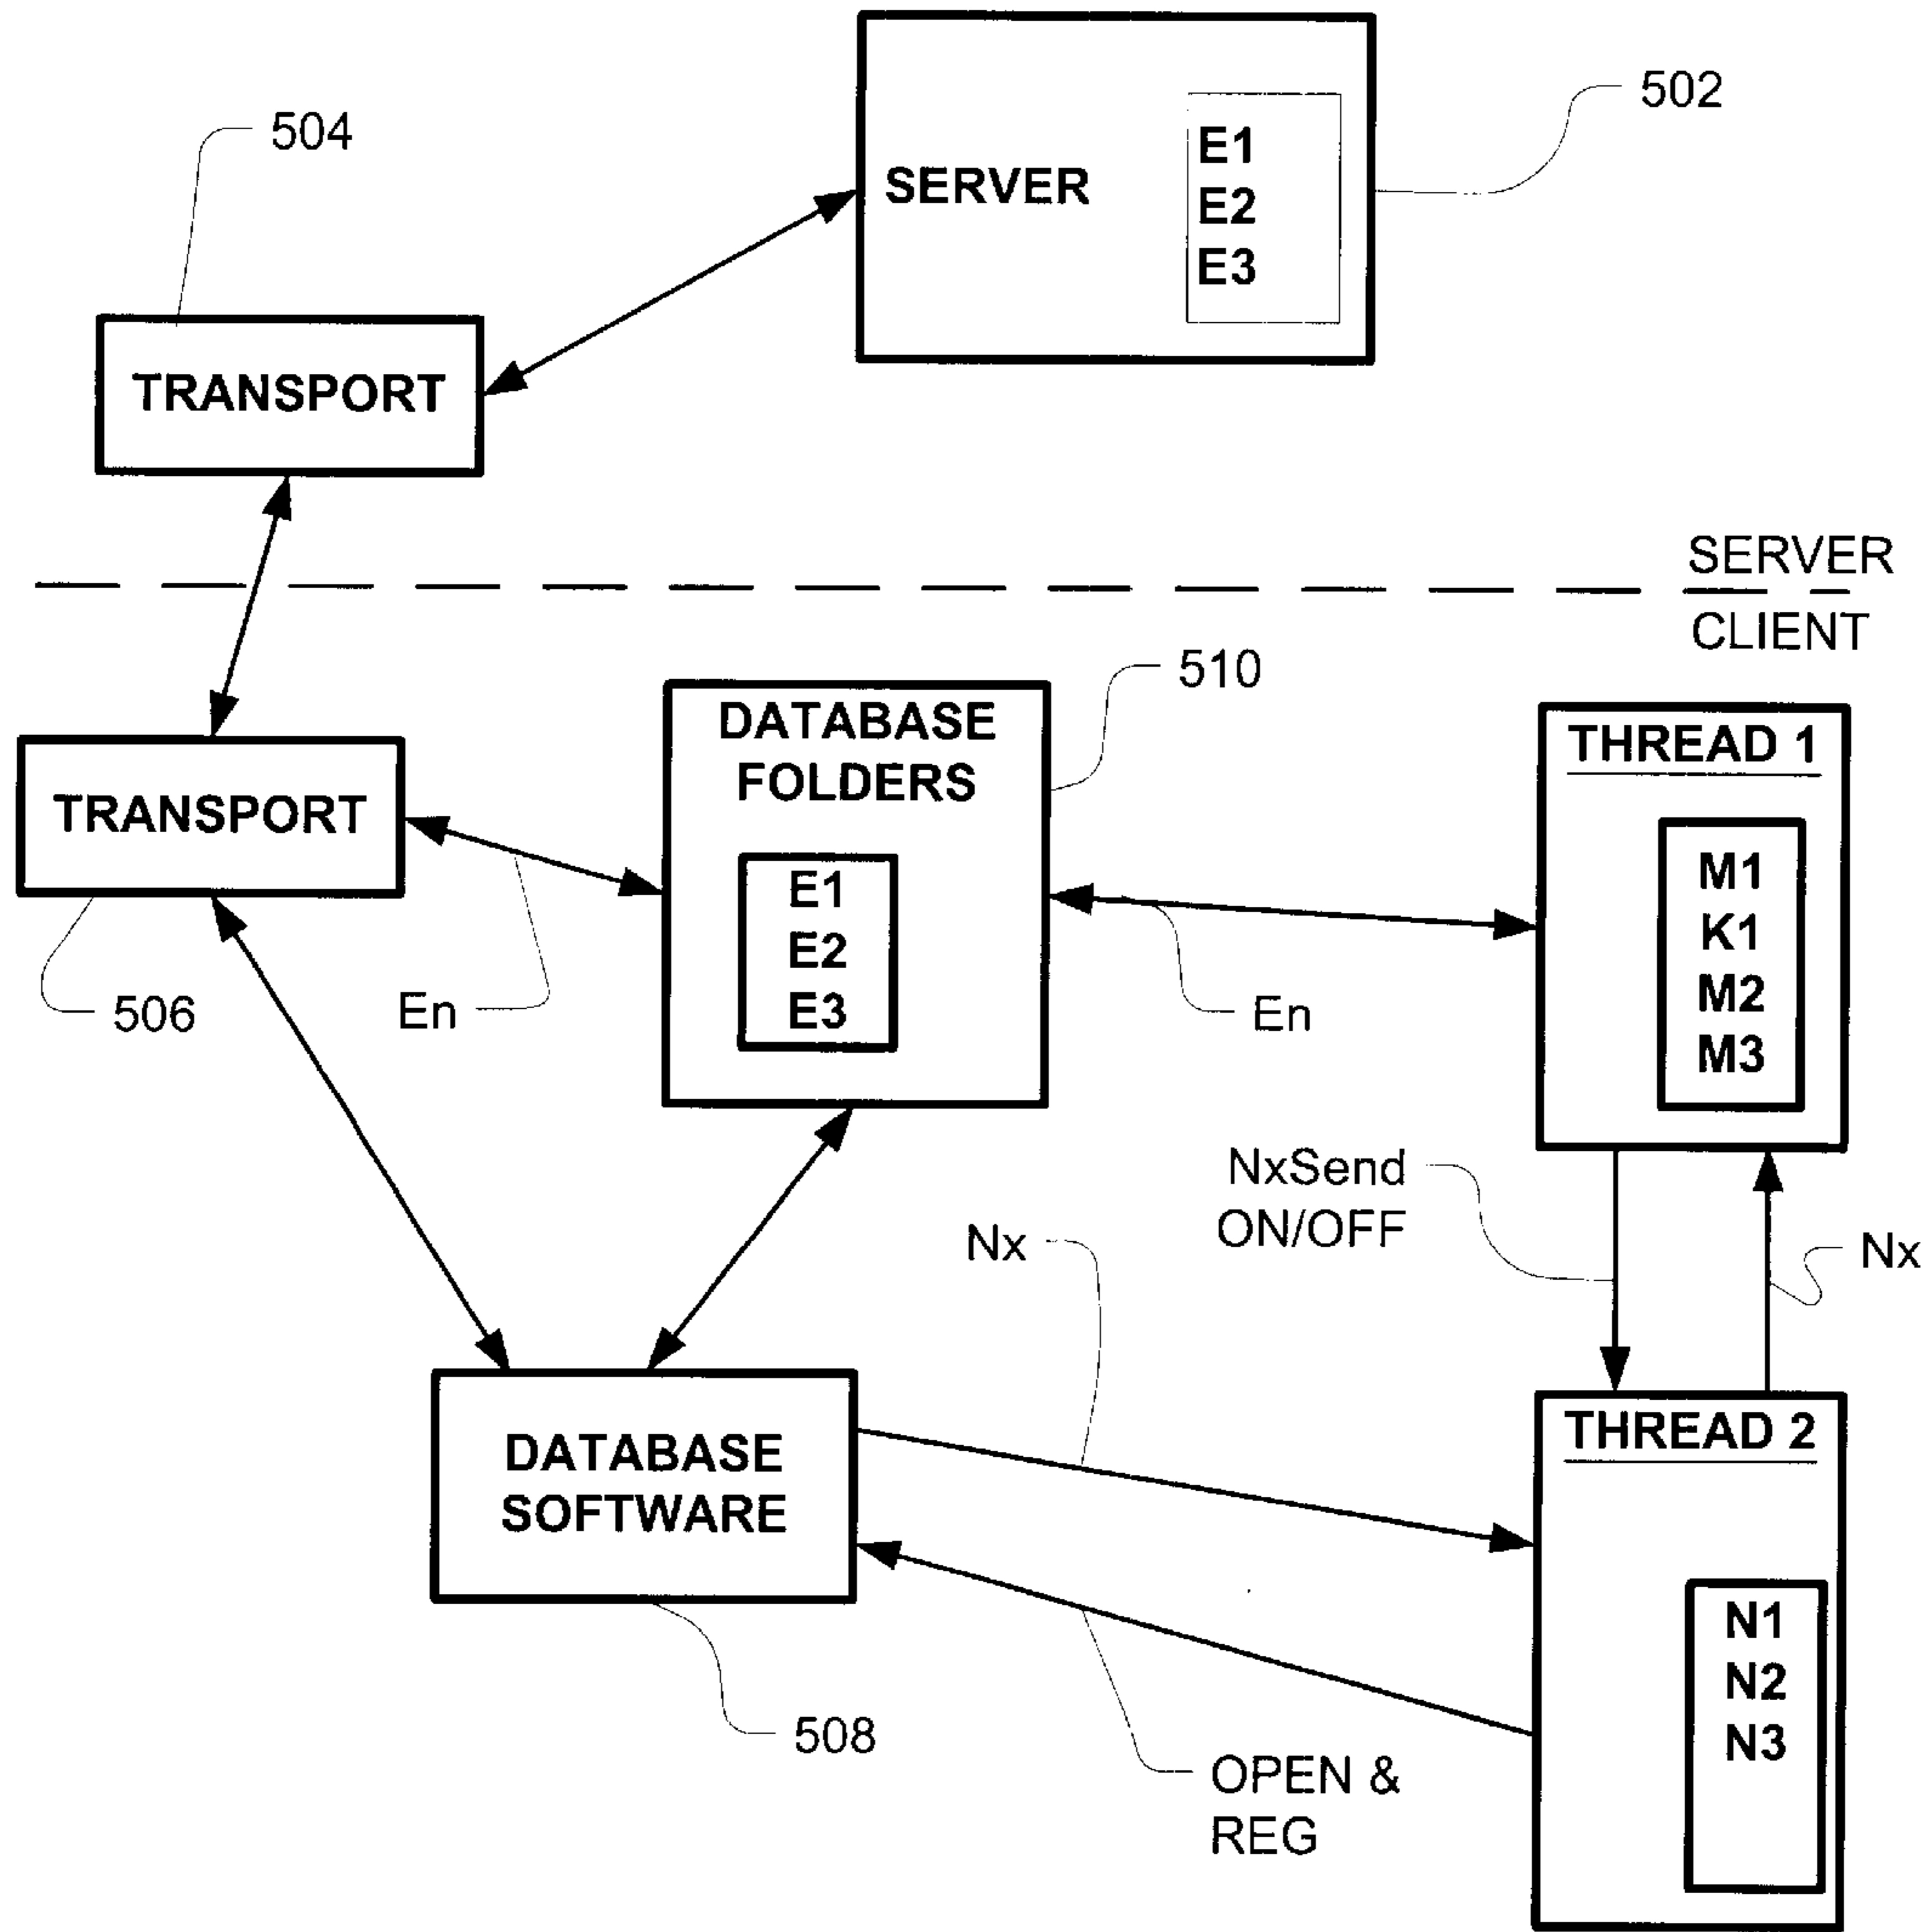 502
504
SERVER
E1
E2
E3
TRANSPORT
SERVER
CLIENT
510
DATABASE
FOLDERS
E1
E2
E3
THREAD 1
M1
K1
M2
M3
TRANSPORT
506
En
En
NxSend
ON/OFF
Nx
Nx
DATABASE
SOFTWARE
508
THREAD 2
N1
N2
N3
OPEN &
REG